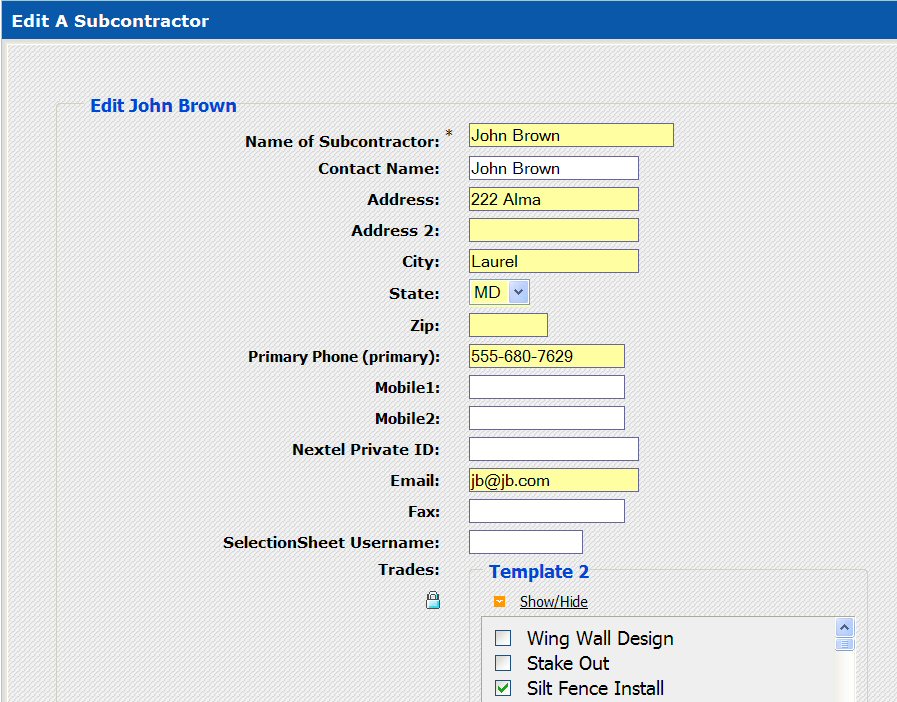 Edit A Subcontractor
Edit John Brown
Name of Subcontractor: * John Brown
Contact Name: John Brown
Address: 222 Alma
Address 2:
City: Laurel
State: MD
Zip:
Primary Phone (primary): 555-680-7629
Mobile1:
Mobile2:
Nextel Private ID:
Email: jb@jb.com
Fax:
SelectionSheet Username:
Trades: Template 2
Show/Hide
Wing Wall Design
Stake Out
Silt Fence Install